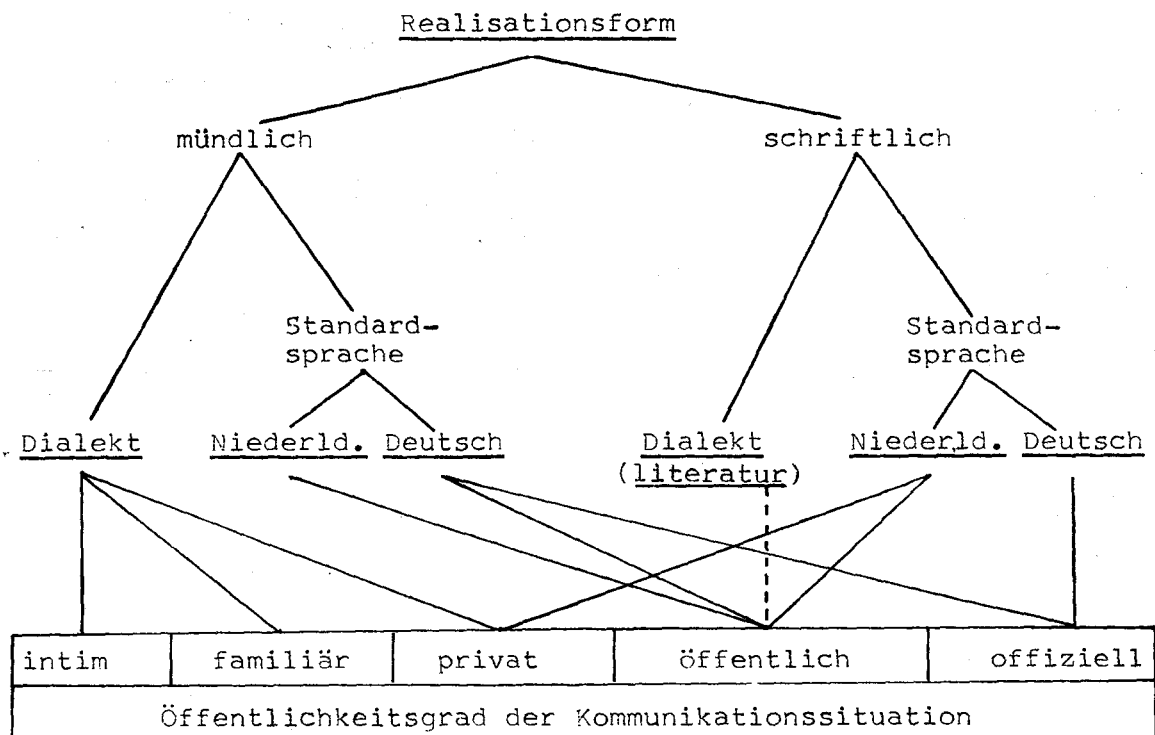 Realisationsform
mündlich schriftlich
Standard- Standard-
sprache sprache
Dialekt Niederld. Deutsch Dialekt Niederld. Deutsch
(literatur)
intim familiär privat öffentlich offiziell
Öffentlichkeitsgrad der Kommunikationssituation